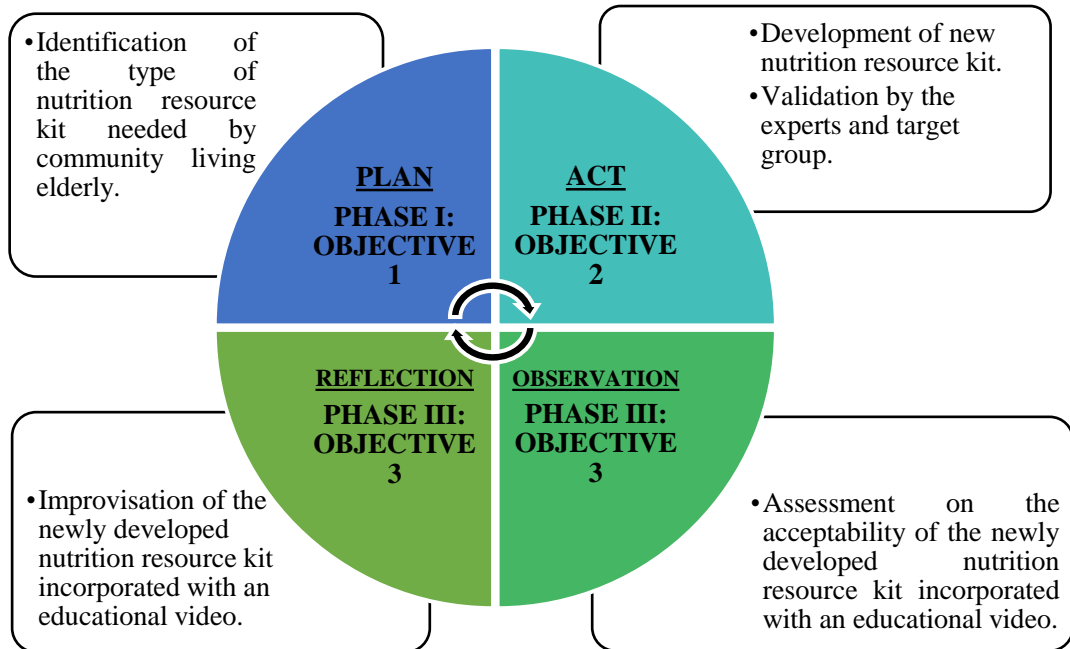 •Identification of
the type of
nutrition resource
kit needed by
community living
elderly.
PLAN
PHASE I:
OBJECTIVE
1
ACT
PHASE II:
OBJECTIVE
2
•Development of new
nutrition resource kit.
•Validation by the
experts and target
group.
REFLECTION
PHASE III:
OBJECTIVE
3
OBSERVATION
PHASE III:
OBJECTIVE
3
•Improvisation of the
newly developed
nutrition resource kit
incorporated with an
educational video.
•Assessment on the
acceptability of the newly
developed nutrition
resource kit incorporated
with an educational video.